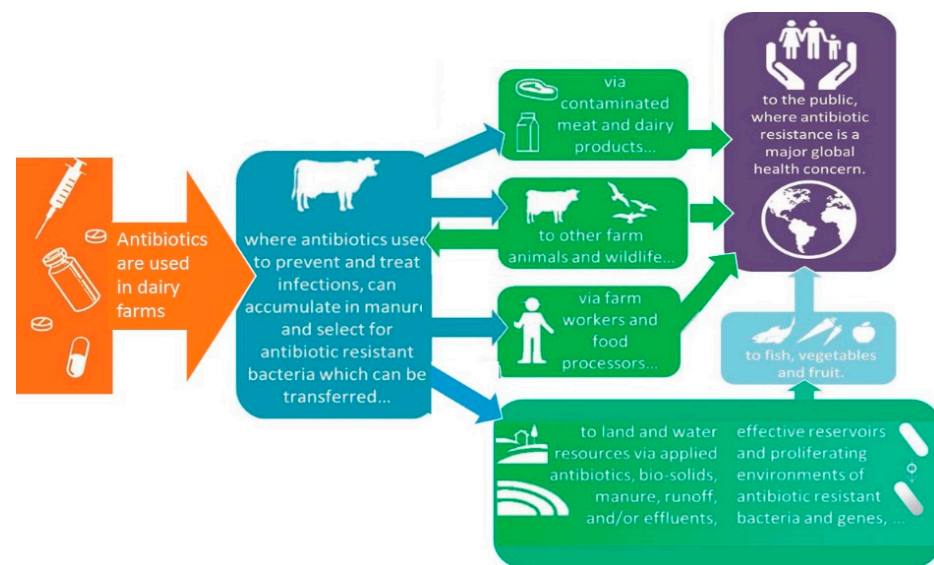 Antibiotics
are used
in dairy
farms
where antibiotics used
to prevent and treat
infections, can
accumulate in manure
and select for
antibiotic resistant
bacteria which can be
transferred...
via
contaminated
meat and dairy
products...
to other farm
animals and wildlife...
via farm
workers and
food
processors...
to land and water
resources via applied
antibiotics, bio-solids,
manure, runoff,
and/or effluents,
effective reservoirs
and proliferating
environments of
antibiotic resistant
bacteria and genes, ...
to fish, vegetables
and fruit.
to the public,
where antibiotic
resistance is a
major global
health concern.